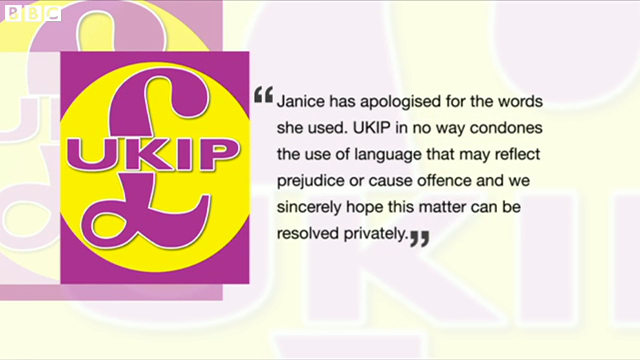 BBC
UKIP
“Janice has apologised for the words
she used. UKIP in no way condones
the use of language that may reflect
prejudice or cause offence and we
sincerely hope this matter can be
resolved privately.”